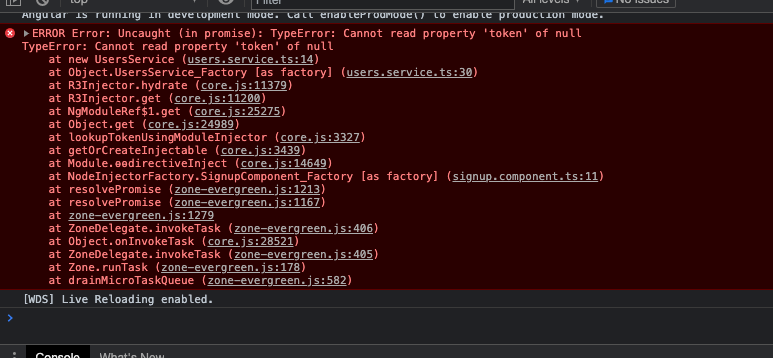 top
Filter
All levels
No Issues
Angular is running in development mode. Call enableProdMode() to enable production mode.
ERROR Error: Uncaught (in promise): TypeError: Cannot read property 'token' of null
TypeError: Cannot read property 'token' of null
at new UsersService (users.service.ts:14)
at Object.UsersService_Factory [as factory] (users.service.ts:30)
at R3Injector.hydrate (core.js:11379)
at R3Injector.get (core.js:11200)
at NgModuleRef$1.get (core.js:25275)
at Object.get (core.js:24989)
at lookupTokenUsingModuleInjector (core.js:3327)
at getOrCreateInjectable (core.js:3439)
at Module.ɵɵdirectiveInject (core.js:14649)
at NodeInjectorFactory.SignupComponent_Factory [as factory] (signup.component.ts:11)
at resolvePromise (zone-evergreen.js:1213)
at resolvePromise (zone-evergreen.js:1167)
at zone-evergreen.js:1279
at ZoneDelegate.invokeTask (zone-evergreen.js:406)
at Object.onInvokeTask (core.js:28521)
at ZoneDelegate.invokeTask (zone-evergreen.js:405)
at Zone.runTask (zone-evergreen.js:178)
at drainMicroTaskQueue (zone-evergreen.js:582)
[WDS] Live Reloading enabled.
Console What's New